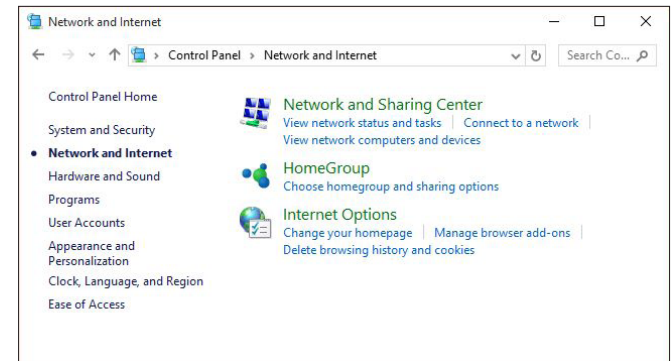 Network and Internet
Control Panel > Network and Internet
Search Co...
Control Panel Home
System and Security
Network and Internet
Hardware and Sound
Programs
User Accounts
Appearance and
Personalization
Clock, Language, and Region
Ease of Access
Network and Sharing Center
View network status and tasks | Connect to a network |
View network computers and devices
HomeGroup
Choose homegroup and sharing options
Internet Options
Change your homepage | Manage browser add-ons |
Delete browsing history and cookies